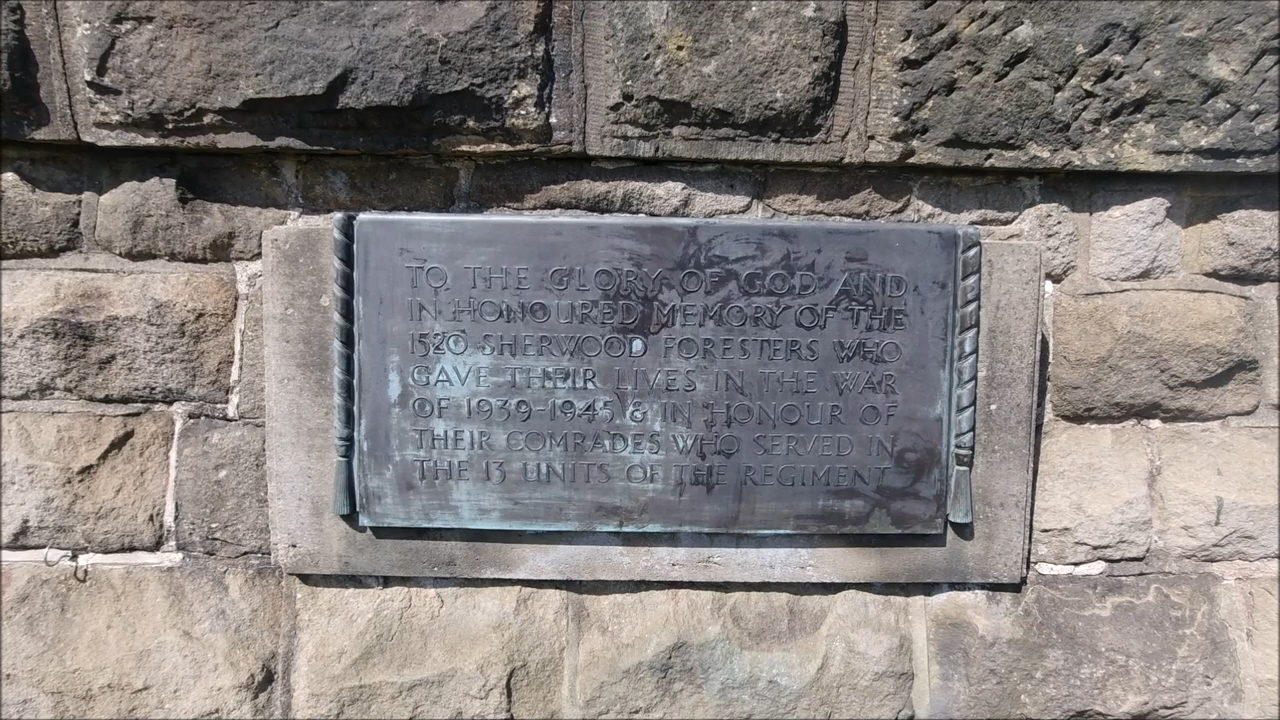 TO THE GLORY OF GOD AND
IN HONOURED MEMORY OF THE
1520 SHERWOOD FORESTERS WHO
GAVE THEIR LIVES IN THE WAR
OF 1939-1945 & IN HONOUR OF
THEIR COMRADES WHO SERVED IN
THE 13 UNITS OF THE REGIMENT